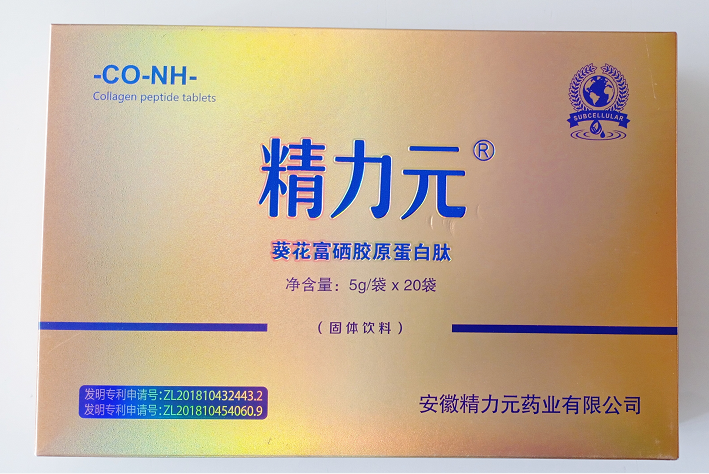 -CO-NH-
Collagen peptide tablets
SUBCELLULAR
精力元®
葵花富硒胶原蛋白肽
净含量：5g/袋 x 20袋
（固体饮料）
发明专利申请号:ZL201810432443.2
发明专利申请号:ZL201810454060.9
安徽精力元药业有限公司